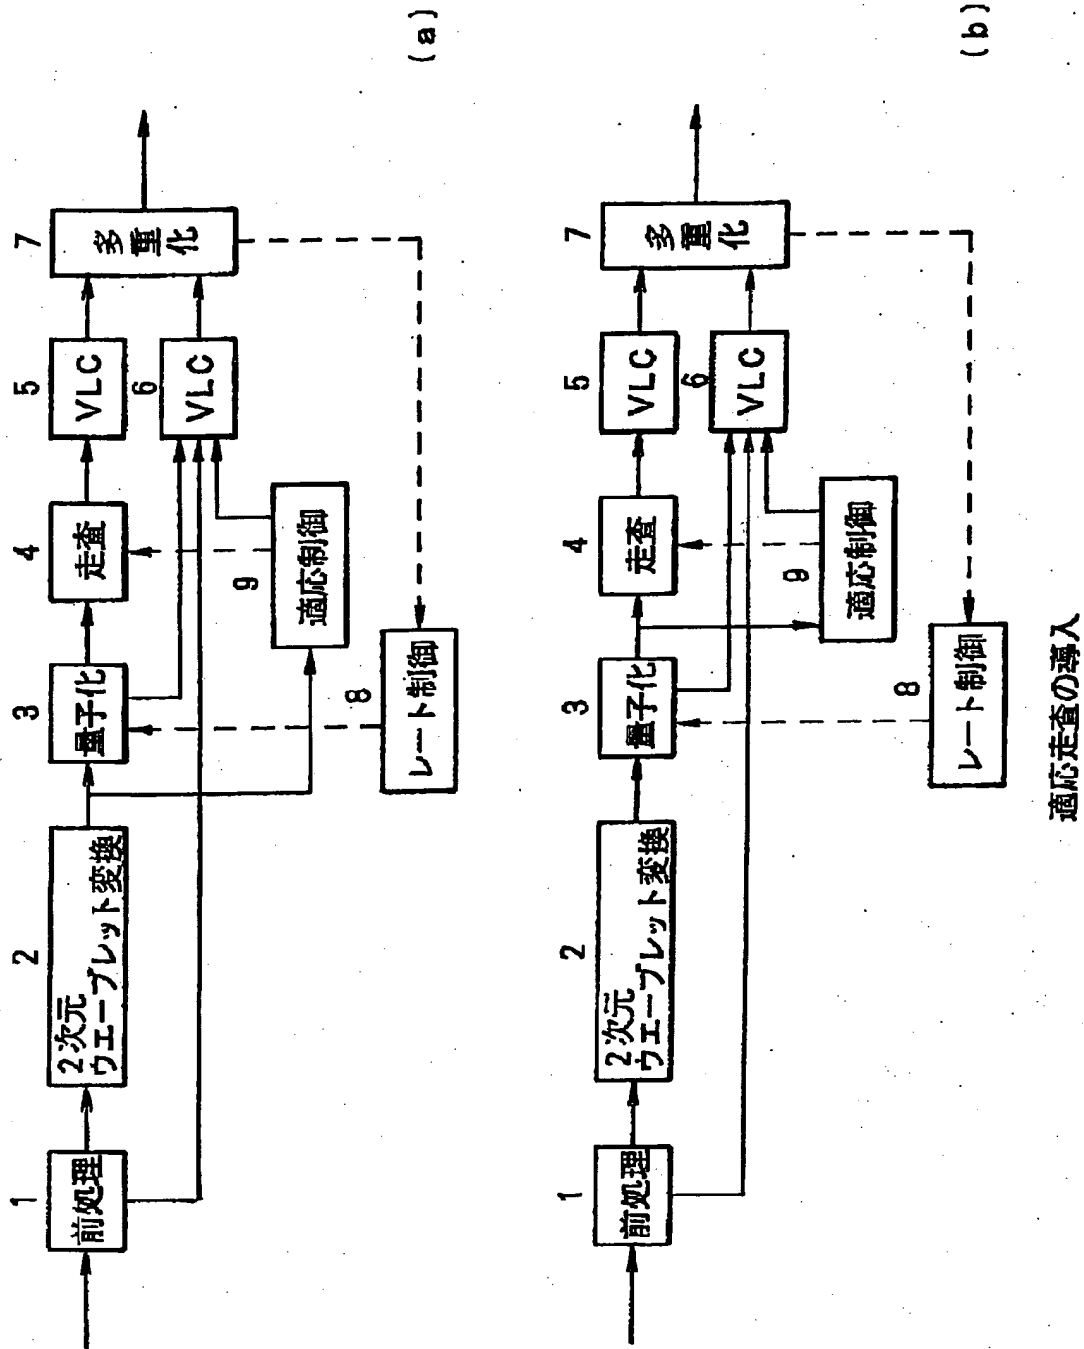 (a)
1
前処理
2
2次元
ウエーブレット変換
3
量子化
4
走査
5
VLC
6
VLC
7
多重化
8
レート制御
9
適応制御
(b)
1
前処理
2
2次元
ウエーブレット変換
3
量子化
4
走査
5
VLC
6
VLC
7
多重化
8
レート制御
9
適応制御
適応走査の導入